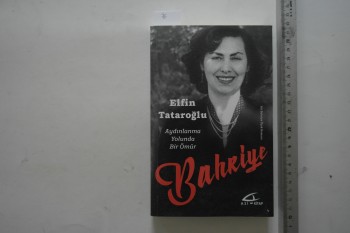 Elfin
Tataroğlu
Aydınlanma
Yolunda
Bir Ömür
Bahriye